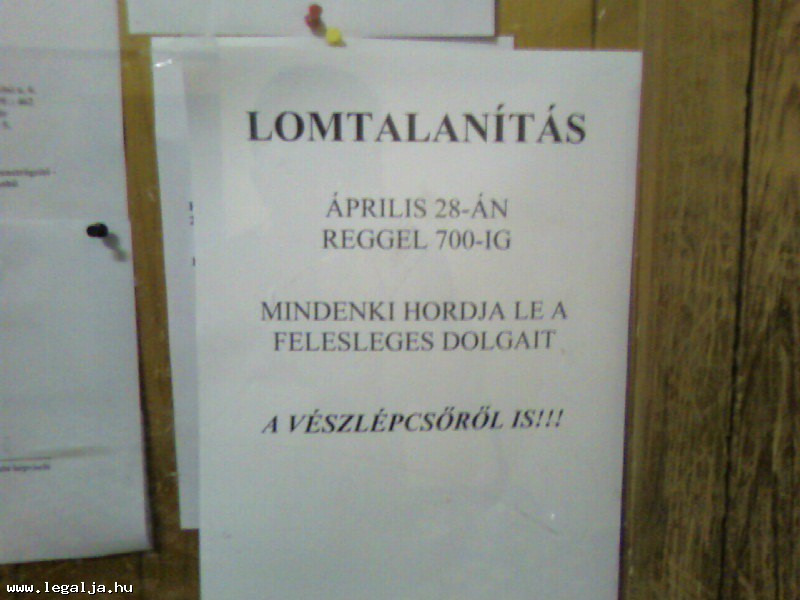 LOMTALANÍTÁS
ÁPRILIS 28-ÁN
REGGEL 700-IG
MINDENKI HORDJA LE A
FELESLEGES DOLGAIT
A VÉSZLÉPCSŐRŐL IS!!!
www.legalja.hu